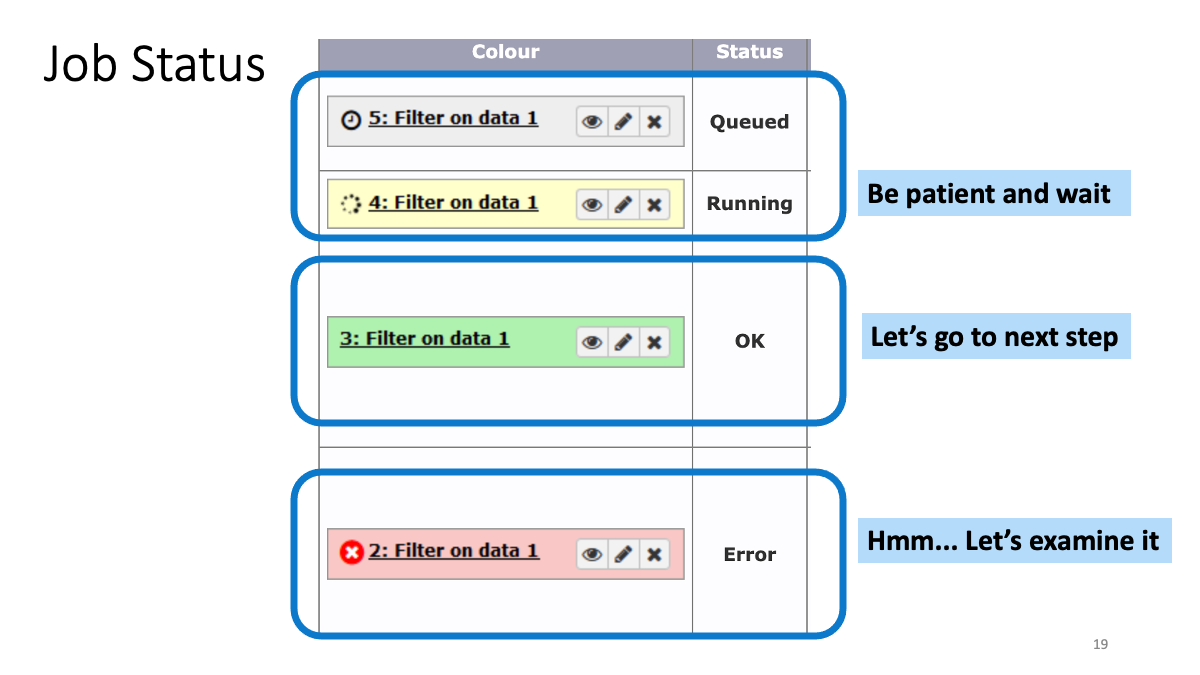 Job Status
Colour Status
5: Filter on data 1 Queued
4: Filter on data 1 Running
Be patient and wait
3: Filter on data 1 OK
Let’s go to next step
2: Filter on data 1 Error
Hmm... Let’s examine it
19